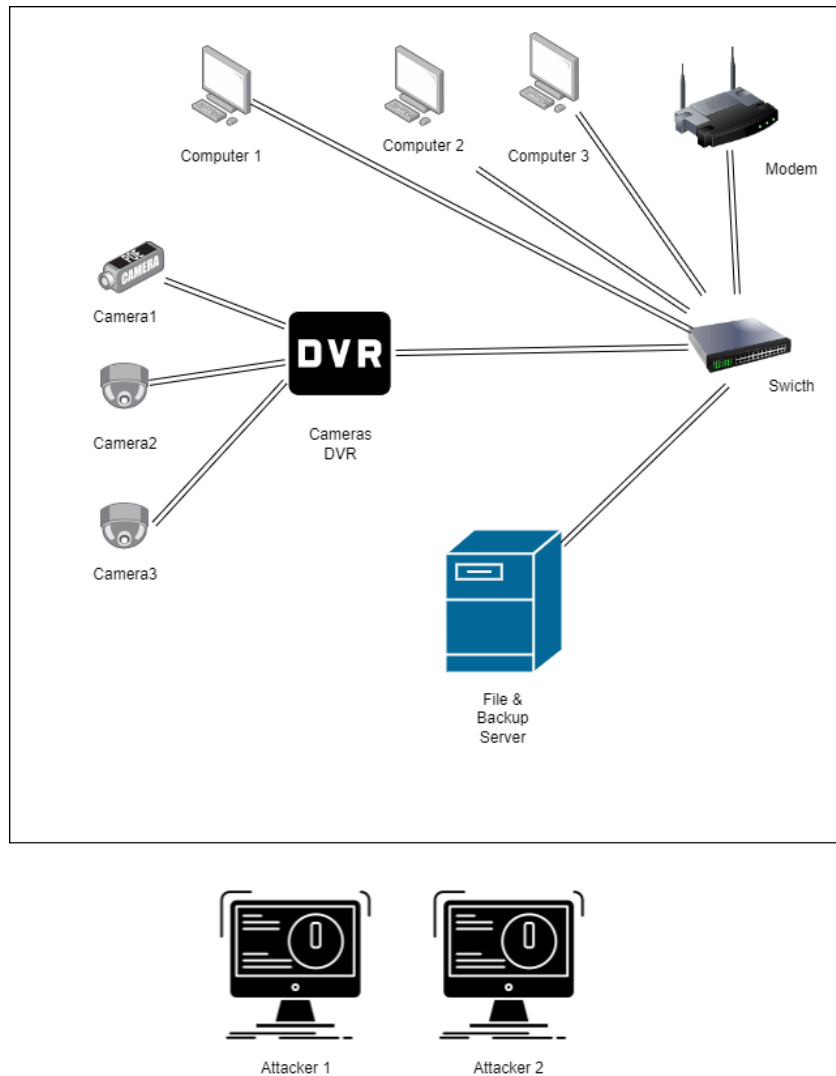 Computer 1
Computer 2
Computer 3
Modem
CAMERA
Camera1
DVR
Swicth
Cameras
DVR
Camera2
Camera3
File &
Backup
Server
Attacker 1
Attacker 2